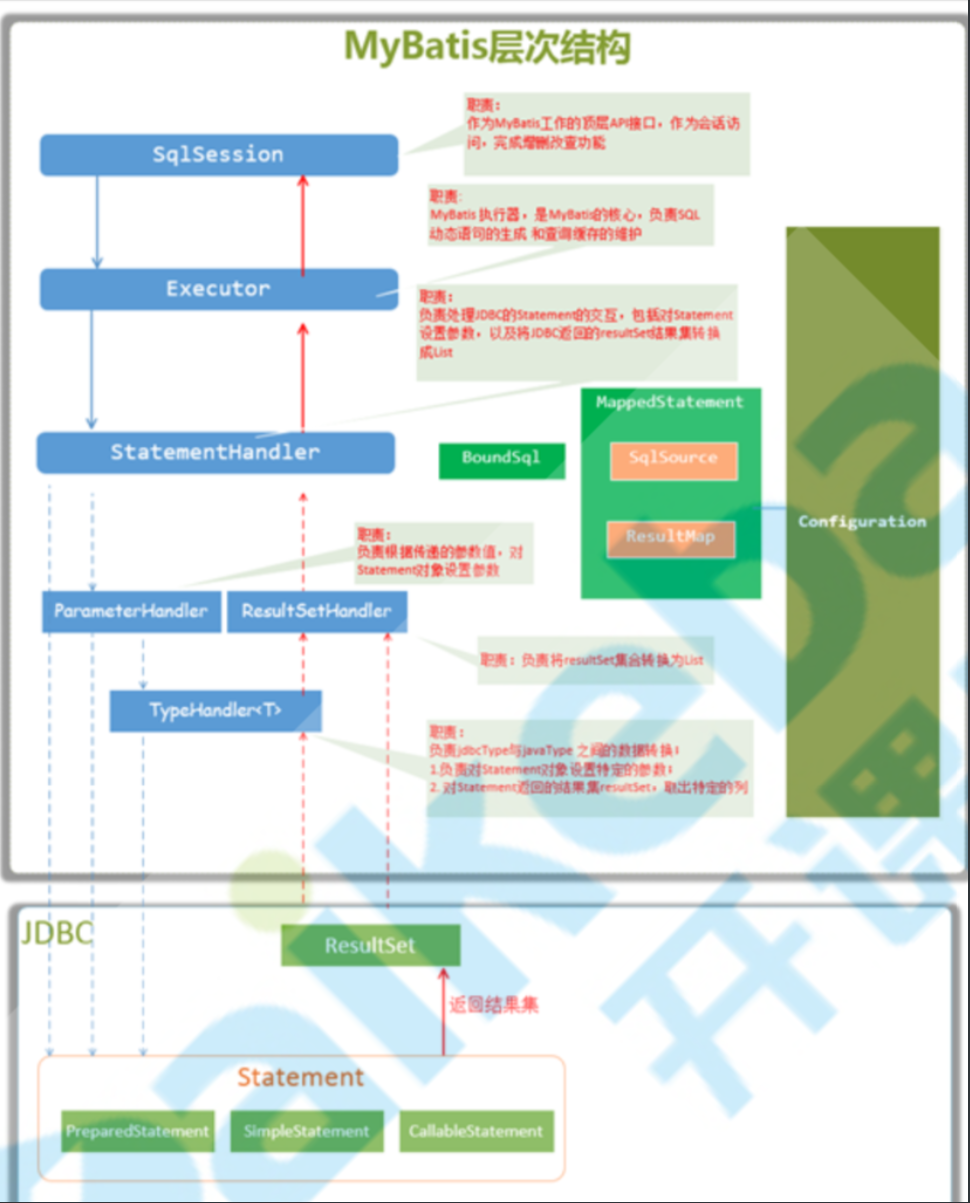 MyBatis层次结构
职责:
作为MyBatis工作的顶层API接口，作为会话访
问，完成增删改查功能
SqlSession
职责:
MyBatis 执行器，是MyBatis的核心，负责SQL
动态语句的生成 和查询缓存的维护
Executor
职责:
负责处理JDBC的Statement的交互，包括对Statement
设置参数，以及将JDBC返回的resultSet结果集转换
成List
StatementHandler
MappedStatement
BoundSql
SqlSource
Configuration
ResultMap
职责:
负责根据传递的参数值，对
Statement对象设置参数
ParameterHandler
ResultSetHandler
职责: 负责将resultSet集合转换为List
TypeHandler<T>
职责:
负责jdbcType与javaType 之间的数据转换:
1.负责对Statement对象设置特定的参数;
2. 对Statement返回的结果集resultSet，取出特定的列
JDBC
ResultSet
返回结果集
Statement
PreparedStatement
SimpleStatement
CallableStatement
kaikeba
开课吧